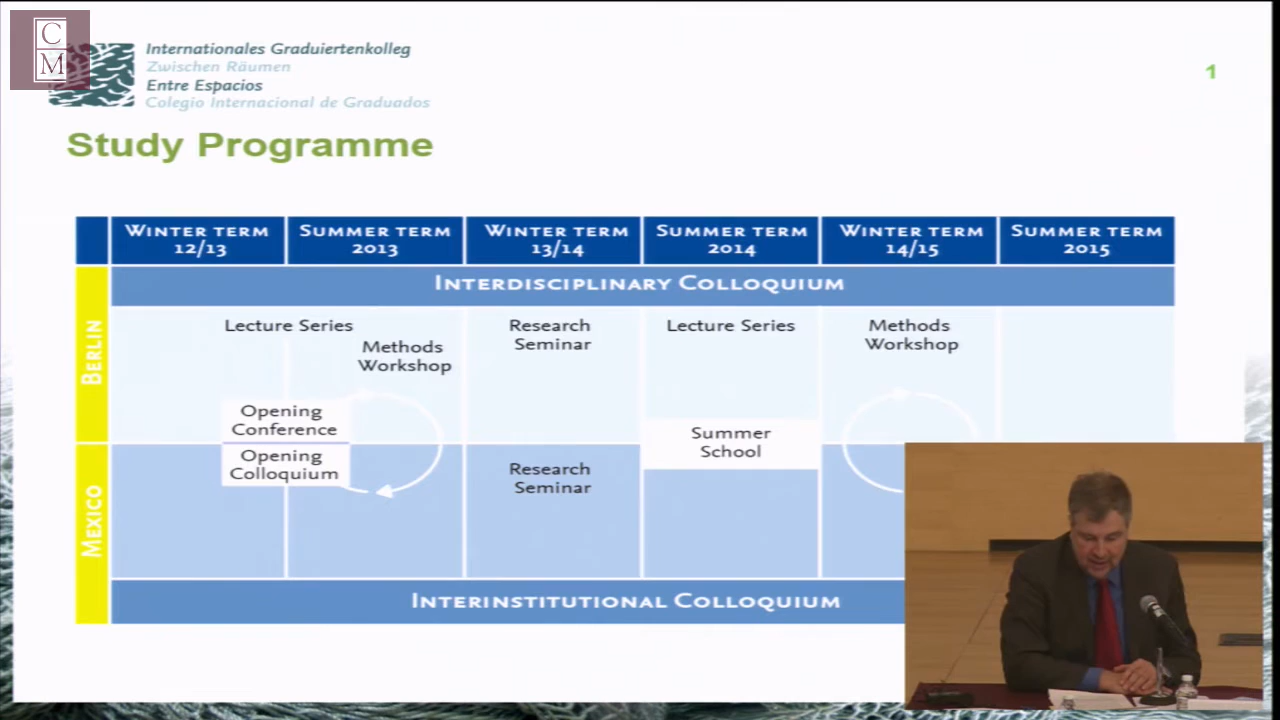 C
M
Internationales Graduiertenkolleg
Zwischen Räumen
Entre Espacios
Colegio Internacional de Graduados
1
Study Programme
WINTER TERM
12/13
SUMMER TERM
2013
WINTER TERM
13/14
SUMMER TERM
2014
WINTER TERM
14/15
SUMMER TERM
2015
INTERDISCIPLINARY COLLOQUIUM
BERLIN
Lecture Series
Methods
Workshop
Research
Seminar
Lecture Series
Methods
Workshop
Opening
Conference
Opening
Colloquium
Summer
School
MEXICO
Research
Seminar
INTERINSTITUTIONAL COLLOQUIUM